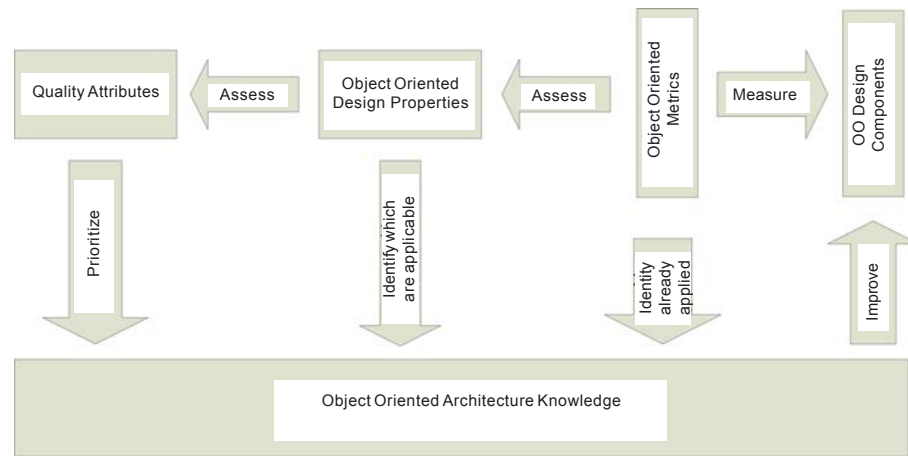 Quality Attributes
Assess
Object Oriented
Design Properties
Assess
Object Oriented
Metrics
Measure
OO Design
Components
Prioritize
Identify which
are applicable
Identity
already
applied
Improve
Object Oriented Architecture Knowledge